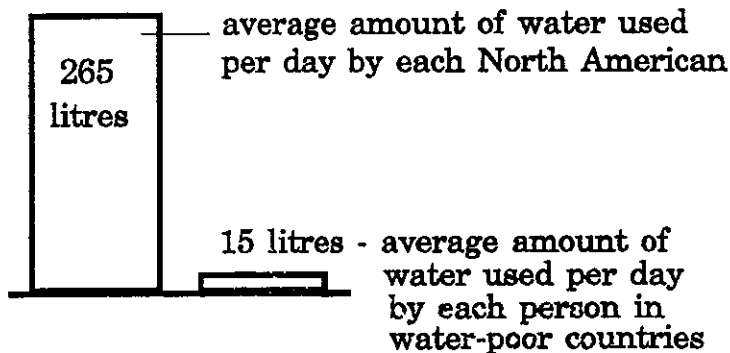 265
litres
average amount of water used
per day by each North American
15 litres - average amount of
water used per day
by each person in
water-poor countries